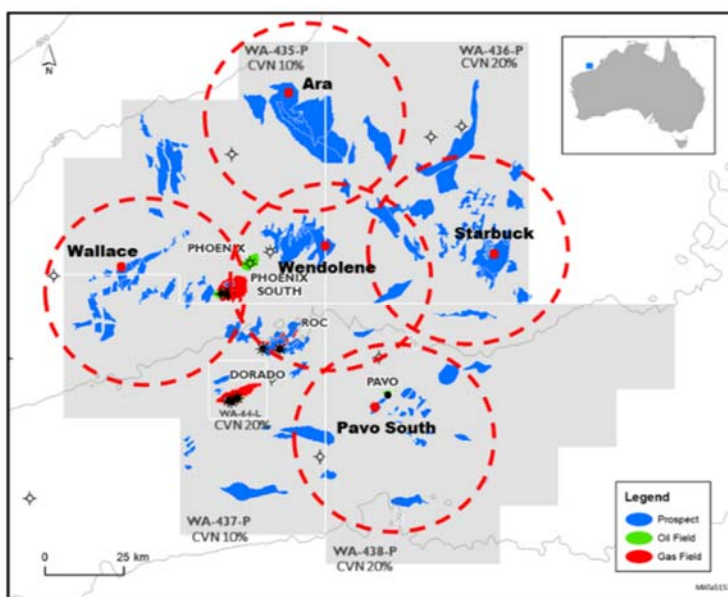 WA-435-P
CVN 10%
WA-436-P
CVN 20%
Ara
N
Wallace
PHOENIX
Wendolene
Starbuck
PHOENIX
SOUTH
ROC
DORADO
WA-64-L
CVN 20%
PAVO
Pavo South
WA-437-P
CVN 10%
WA-438-P
CVN 20%
0
25 km
Legend
Prospect
Oil Field
Gas Field